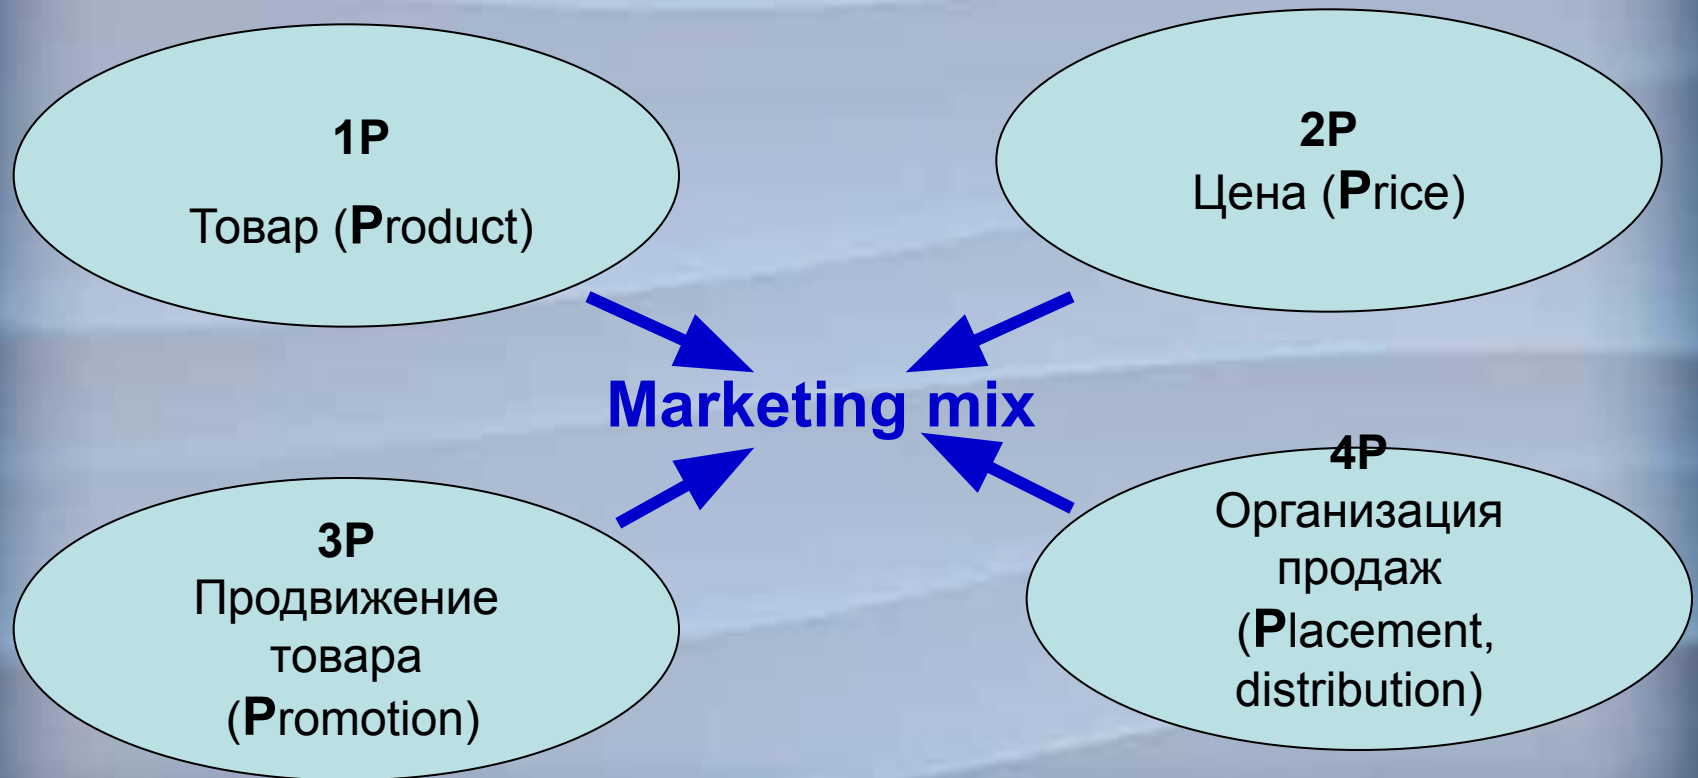 1P
Товар (Product)
2P
Цена (Price)
Marketing mix
3P
Продвижение
товара
(Promotion)
4P
Организация
продаж
(Placement,
distribution)